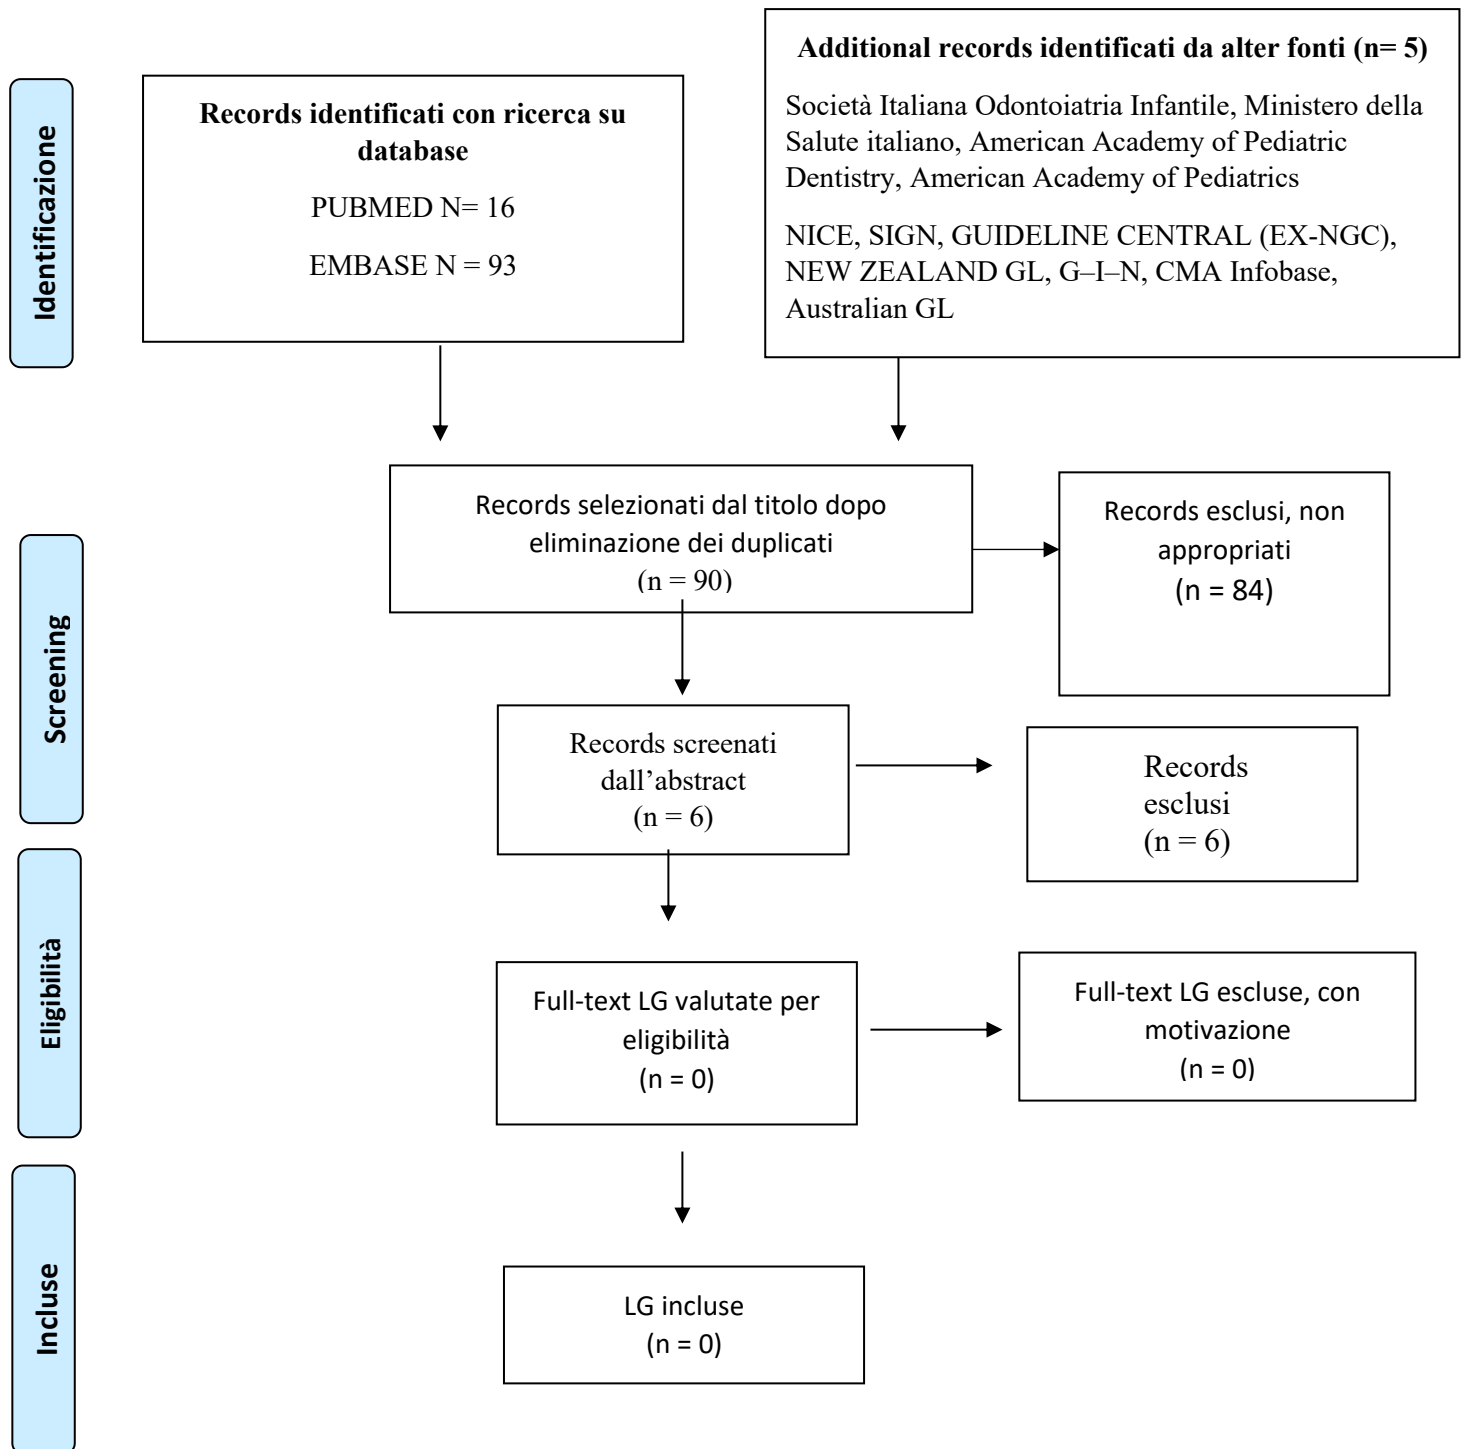 Identificazione
Records identificati con ricerca su
database
PUBMED N= 16
EMBASE N = 93
Additional records identificati da alter fonti (n= 5)
Società Italiana Odontoiatria Infantile, Ministero della
Salute italiano, American Academy of Pediatric
Dentistry, American Academy of Pediatrics
NICE, SIGN, GUIDELINE CENTRAL (EX-NGC),
NEW ZEALAND GL, G–I–N, CMA Infobase,
Australian GL
Screening
Records selezionati dal titolo dopo
eliminazione dei duplicati
(n = 90)
Records esclusi, non
appropriati
(n = 84)
Records screenati
dall’abstract
(n = 6)
Records
esclusi
(n = 6)
Eligibilità
Full-text LG valutate per
eligibilità
(n = 0)
Full-text LG escluse, con
motivazione
(n = 0)
Incluse
LG incluse
(n = 0)